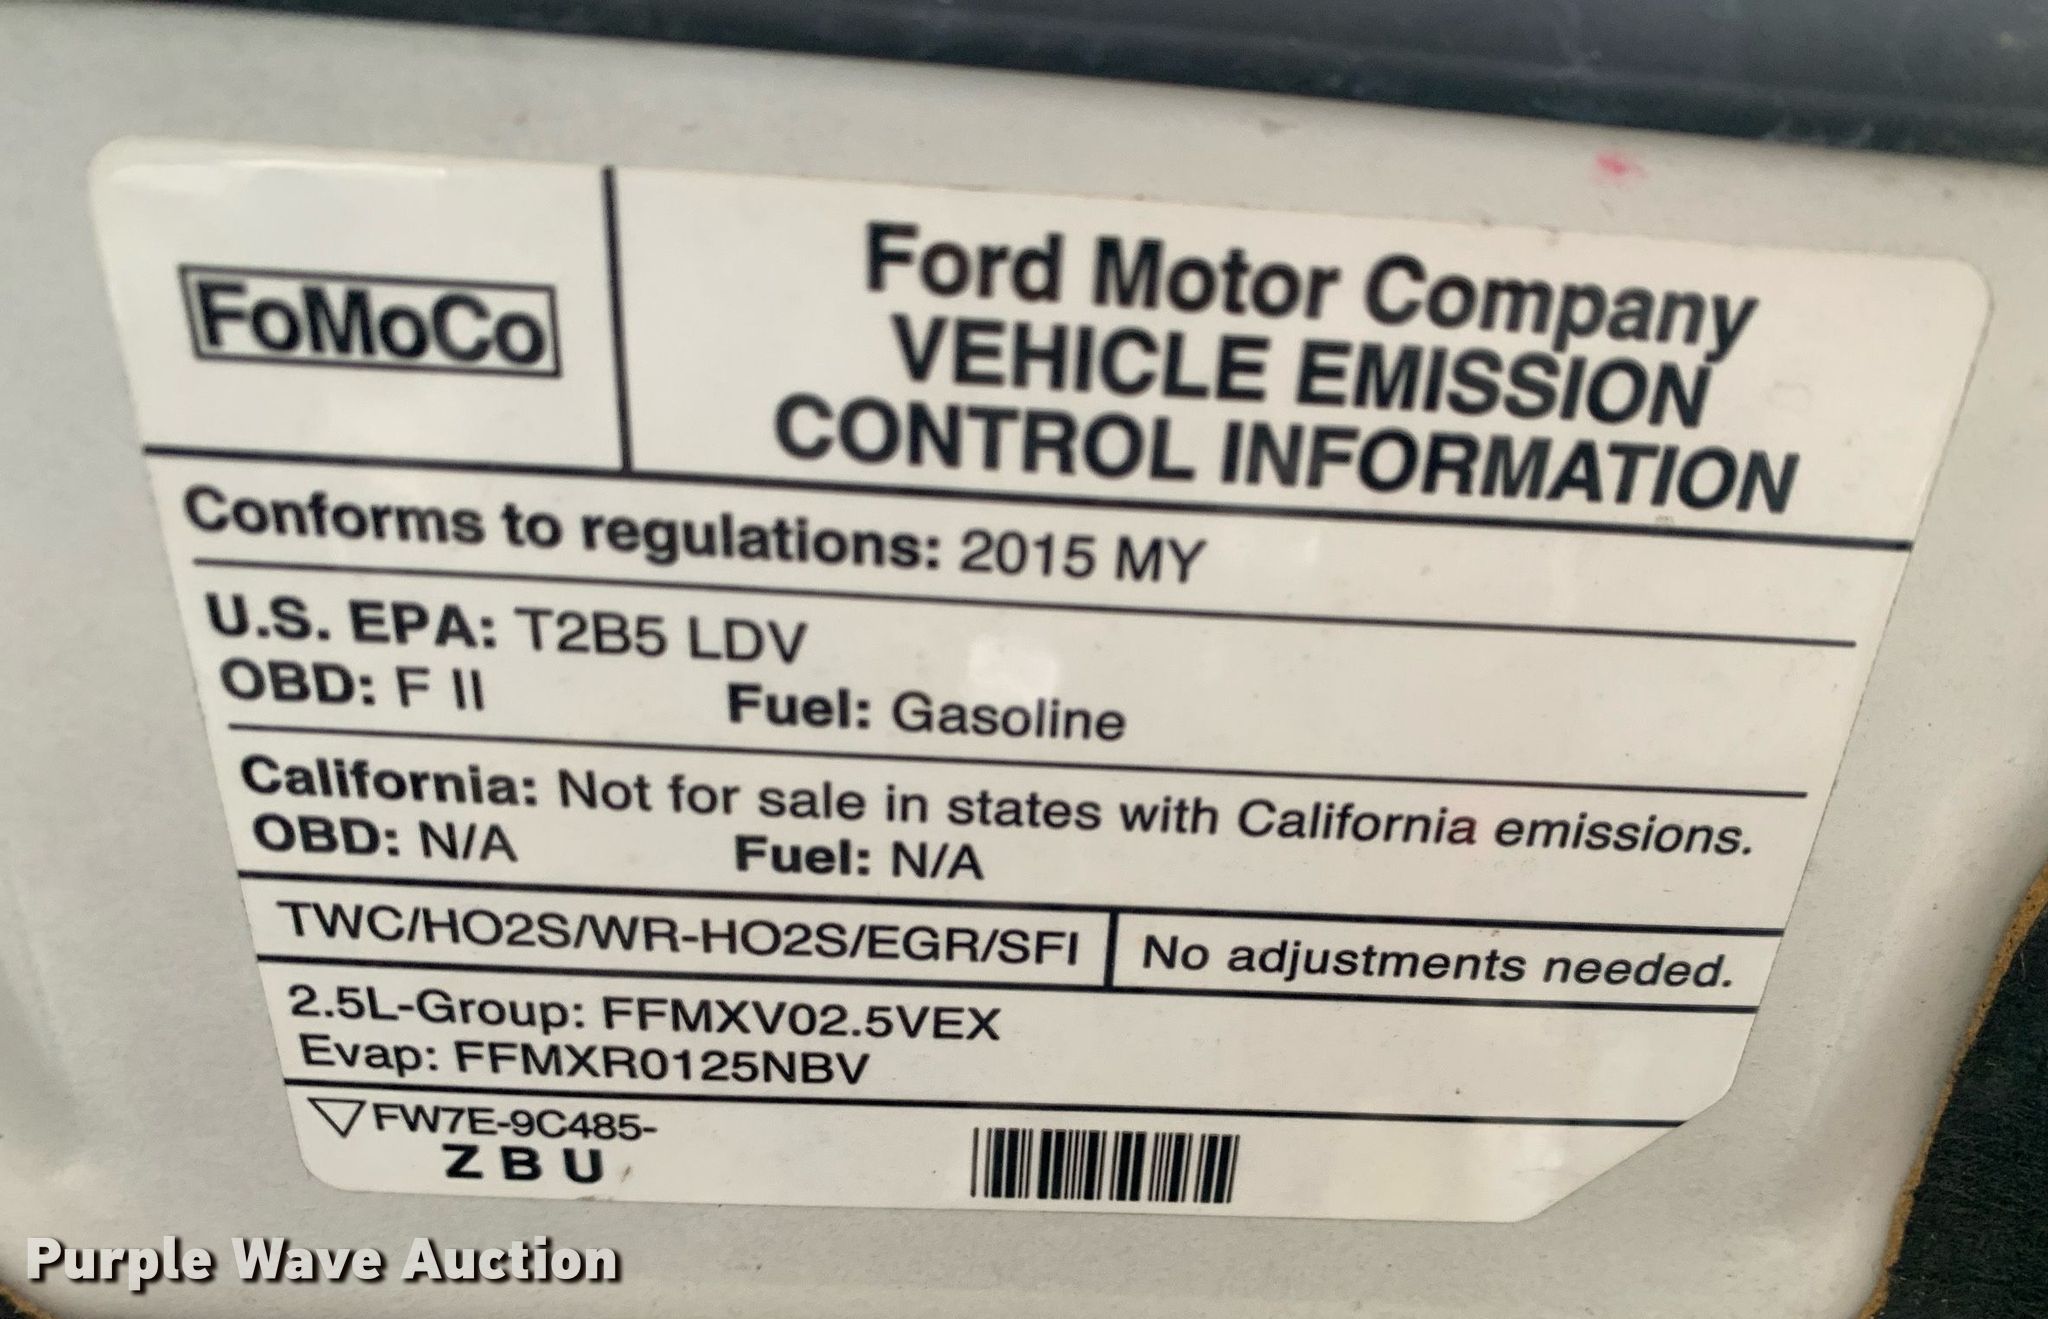 FoMoCo
Ford Motor Company
VEHICLE EMISSION
CONTROL INFORMATION
Conforms to regulations: 2015 MY
U.S. EPA: T2B5 LDV
OBD: F II Fuel: Gasoline
California: Not for sale in states with California emissions.
OBD: N/A Fuel: N/A
TWC/HO2S/WR-HO2S/EGR/SFI No adjustments needed.
2.5L-Group: FFMXV02.5VEX
Evap: FFMXR0125NBV
FW7E-9C485-
Z B U
Purple Wave Auction